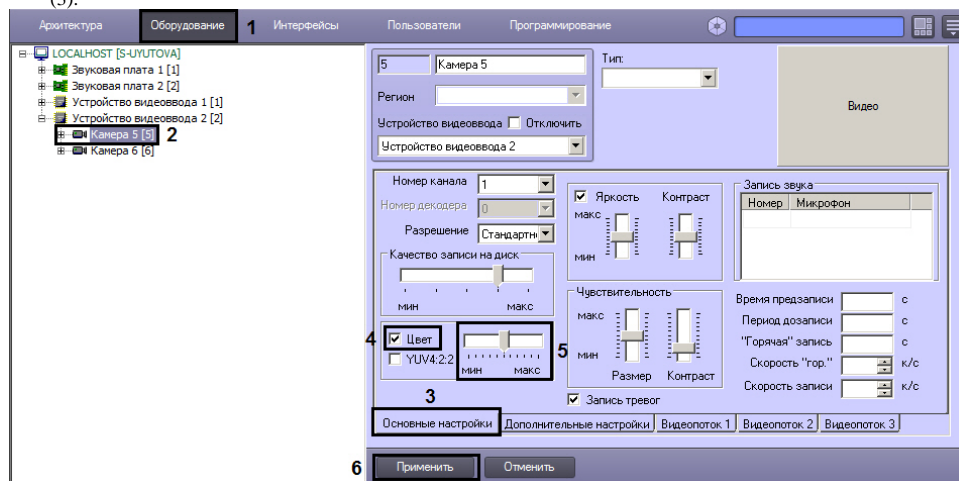 (3).
Архитектура Оборудование 1 Интерфейсы Пользователи Программирование
LOCALHOST [S-UYUTOVA]
Звуковая плата 1 [1]
Звуковая плата 2 [2]
Устройство видеоввода 1 [1]
Устройство видеоввода 2 [2]
Камера 5 [5] 2
Камера 6 [6]
5 Камера 5
Тип:
Регион
Устройство видеоввода Отключить
Устройство видеоввода 2
Видео
Номер канала 1
Номер декодера 0
Разрешение Стандартн
Качество записи на диск
мин макс
4 Цвет
YUV4:2:2
мин макс
5
3
Яркость Контраст
макс
мин
Чувствительность
макс
мин
Размер Контраст
Запись тревог
Запись звука
Номер Микрофон
Время предзаписи с
Период дозаписи с
"Горячая" запись с
Скорость "гор." к/с
Скорость записи к/с
Основные настройки Дополнительные настройки Видеопоток 1 Видеопоток 2 Видеопоток 3
6 Применить Отменить